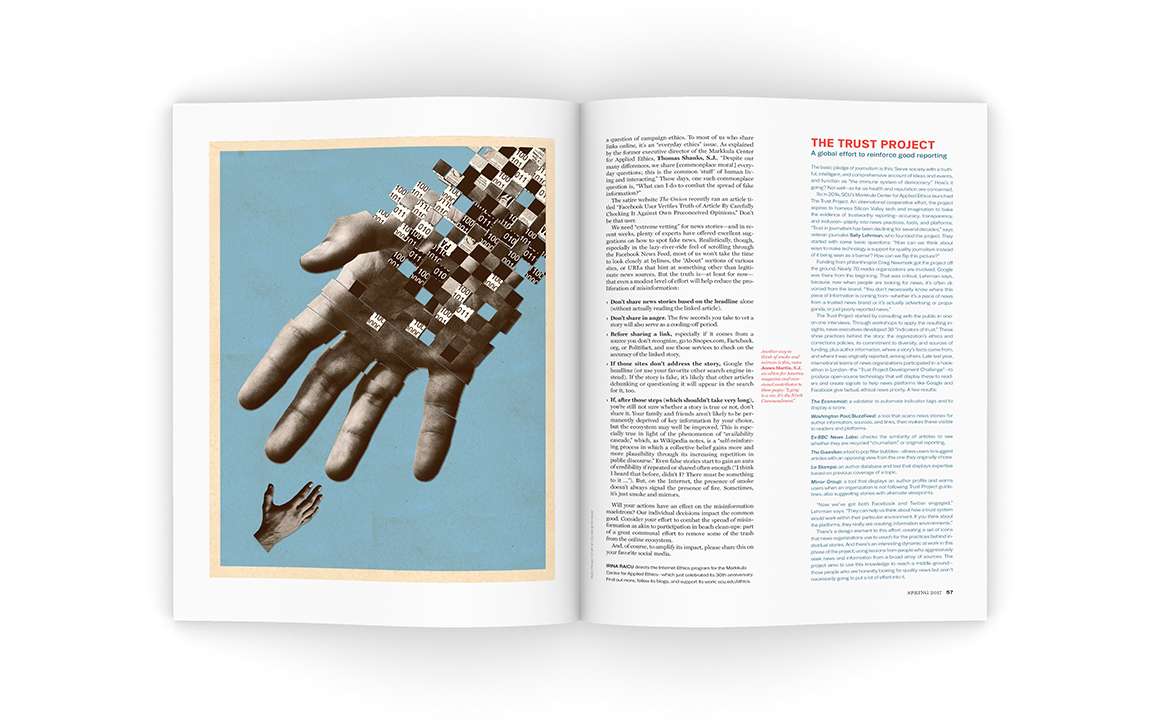 a question of campaign ethics. To most of us who share
links online, it's an "everyday ethics" issue. As explained
by the former executive director of the Markkula Center
for Applied Ethics, Thomas Shanks, S.J., "Despite our
many differences, we share [commonplace moral] every-
day questions; this is the common 'stuff' of human liv-
ing and interacting." These days, one such commonplace
question is, "What can I do to combat the spread of fake
information?"
The satire website The Onion recently ran an article ti-
tled "Facebook User Verifies Truth of Article By Carefully
Checking It Against Own Preconceived Opinions." Don't
be that user.
We need "extreme vetting" for news stories—and in re-
cent weeks, plenty of experts have offered excellent sug-
gestions on how to spot fake news. Realistically, though,
especially in the lazy-river-ride feel of scrolling through
the Facebook News Feed, most of us won't take the time
to look closely at bylines, the "About" sections of various
sites, or URLs that hint at something other than legiti-
mate news sources. But the truth is—at least for now—
that even a modest level of effort will help reduce the pro-
liferation of misinformation:
• Don't share news stories based on the headline alone
(without actually reading the linked article).
• Don't share in anger. The few seconds you take to vet a
story will also serve as a cooling-off period.
• Before sharing a link, especially if it comes from a
source you don't recognize, go to Snopes.com, Factcheck.
org, or Politifact, and use those services to check on the
accuracy of the linked story.
• If those sites don't address the story, Google the
headline (or use your favorite other search engine in-
stead). If the story is fake, it's likely that other articles
debunking or questioning it will appear in the search
for it, too.
• If, after those steps (which shouldn't take very long),
you're still not sure whether a story is true or not, don't
share it. Your family and friends aren't likely to be per-
manently deprived of key information by your choice,
but the ecosystem may well be improved. This is espe-
cially true in light of the phenomenon of "availability
cascade," which, as Wikipedia notes, is a "self-reinforc-
ing process in which a collective belief gains more and
more plausibility through its increasing repetition in
public discourse." Even false stories start to gain an aura
of credibility if repeated or shared often enough ("I think
I heard that before, didn't I? There must be something
to it ..."). But, on the Internet, the presence of smoke
doesn't always signal the presence of fire. Sometimes,
it's just smoke and mirrors.
Will your actions have an effect on the misinformation
maelstrom? Our individual decisions impact the common
good. Consider your effort to combat the spread of misin-
formation as akin to participation in beach clean-ups: part
of a great communal effort to remove some of the trash
from the online ecosystem.
And, of course, to amplify its impact, please share this on
your favorite social media.
IRINA RAICU directs the Internet Ethics program for the Markkula
Center for Applied Ethics—which just celebrated its 30th anniversary.
Find out more, follow its blogs, and support its work: scu.edu/ethics.
Another way to
think of smoke and
mirrors is this, notes
James Martin, S.J.,
an editor for America
magazine and occa-
sional contributor to
these pages: "Lying
is a sin. It's the Ninth
Commandment."
THE TRUST PROJECT
A global effort to reinforce good reporting
The basic pledge of journalism is this: Serve society with a truth-
ful, intelligent, and comprehensive account of ideas and events,
and function as "the immune system of democracy." How's it
going? Not well—as far as health and reputation are concerned.
So in 2014, SCU's Markkula Center for Applied Ethics launched
The Trust Project. An international cooperative effort, the project
aspires to harness Silicon Valley tech and imagination to bake
the evidence of trustworthy reporting—accuracy, transparency,
and inclusion—plainly into news practices, tools, and platforms.
"Trust in journalism has been declining for several decades," says
veteran journalist Sally Lehrman, who founded the project. They
started with some basic questions: "How can we think about
ways to make technology a support for quality journalism instead
of it being seen as a barrier? How can we flip this picture?"
Funding from philanthropist Craig Newmark got the project off
the ground. Nearly 70 media organizations are involved. Google
was there from the beginning. That was critical, Lehrman says,
because now when people are looking for news, it's often di-
vorced from the brand. "You don't necessarily know where this
piece of information is coming from—whether it's a piece of news
from a trusted news brand or it's actually advertising or propa-
ganda, or just poorly reported news."
The Trust Project started by consulting with the public in one-
on-one interviews. Through workshops to apply the resulting in-
sights, news executives developed 38 "indicators of trust." These
show practices behind the story; the organization's ethics and
corrections policies, its commitment to diversity, and sources of
funding, plus author information, where a story's facts come from,
and where it was originally reported, among others. Late last year,
international teams of news organizations participated in a hack-
athon in London—the "Trust Project Development Challenge"—to
produce open-source technology that will display these to read-
ers and create signals to help news platforms like Google and
Facebook give factual, ethical news priority. A few results:
The Economist: a validator to automate indicator tags and to
display a score.
Washington Post/BuzzFeed: a tool that scans news stories for
author information, sources, and links, then makes these visible
to readers and platforms.
Ex-BBC News Labs: checks the similarity of articles to see
whether they are recycled "churnalism" or original reporting.
The Guardian: a tool to pop filter bubbles—allows users to suggest
articles with an opposing view from the one they originally chose.
La Stampa: an author database and tool that displays expertise
based on previous coverage of a topic.
Mirror Group: a tool that displays an author profile and warns
users when an organization is not following Trust Project guide-
lines, also suggesting stories with alternate viewpoints.
"Now we've got both Facebook and Twitter engaged,"
Lehrman says. "They can help us think about how a trust system
would work within their particular environment. If you think about
the platforms, they really are creating information environments."
There's a design element to this effort: creating a set of icons
that news organizations use to vouch for the practices behind in-
dividual stories. And there's an interesting dynamic at work in this
phase of the project: using lessons from people who aggressively
seek news and information from a broad array of sources. The
project aims to use this knowledge to reach a middle ground—
those people who are honestly looking for quality news but aren't
necessarily going to put a lot of effort into it.
SPRING 2017 57